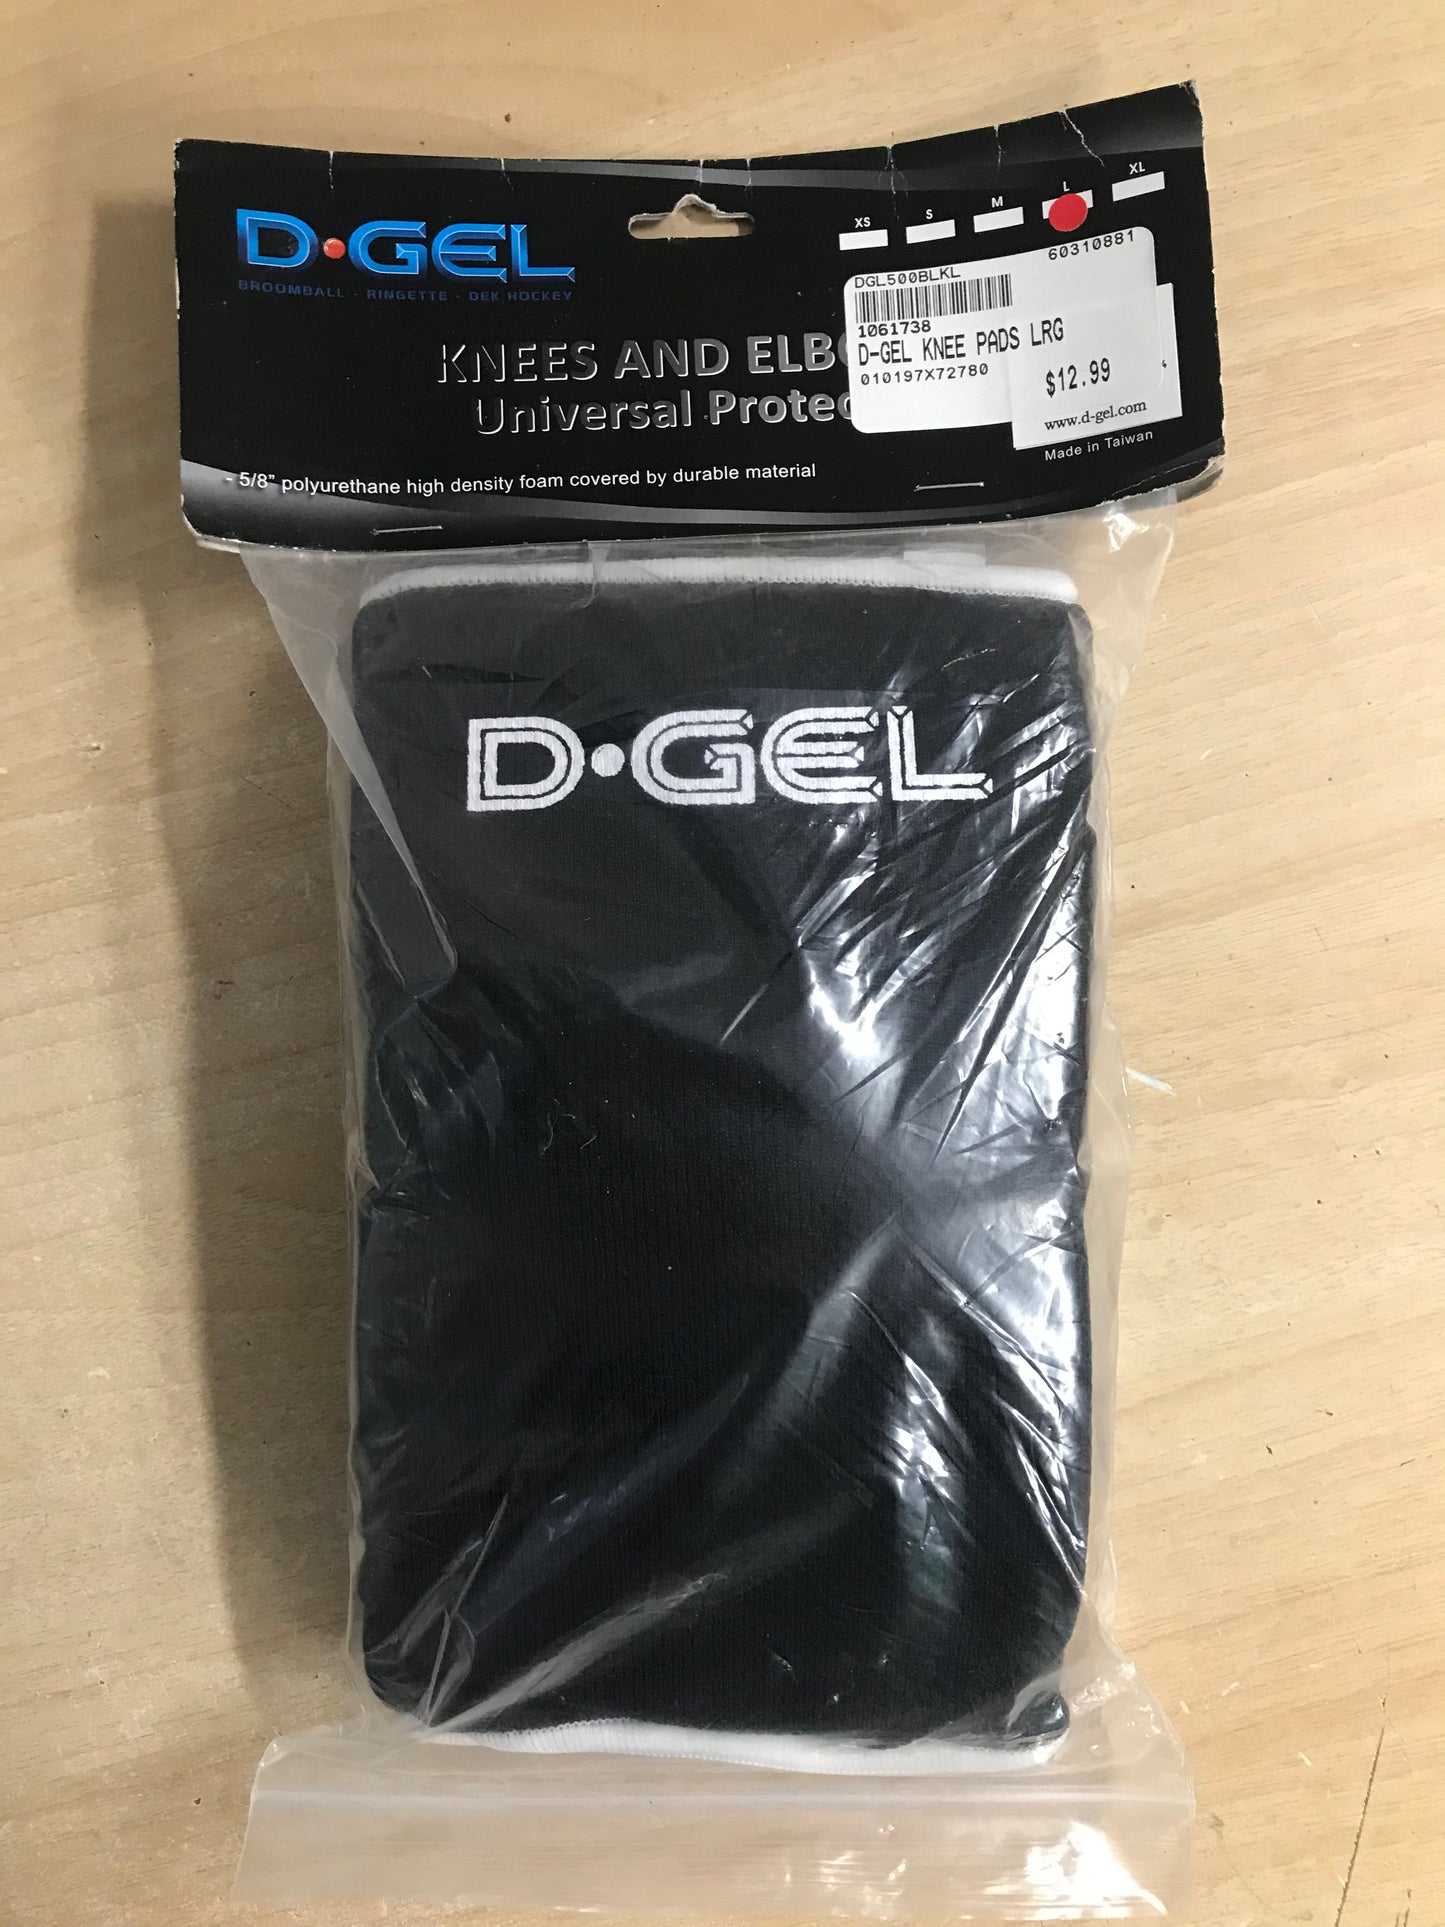 D•GEL
BROOMBALL - RINGETTE - DEK HOCKEY
XS S M L XL
KNEES AND ELBO
Universal Protec
- 5/8” polyurethane high density foam covered by durable material
60310881
DGL500BLKL
1061738
D-GEL KNEE PADS LRG
010197X72780
$12.99
www.d-gel.com
Made in Taiwan
D•GEL